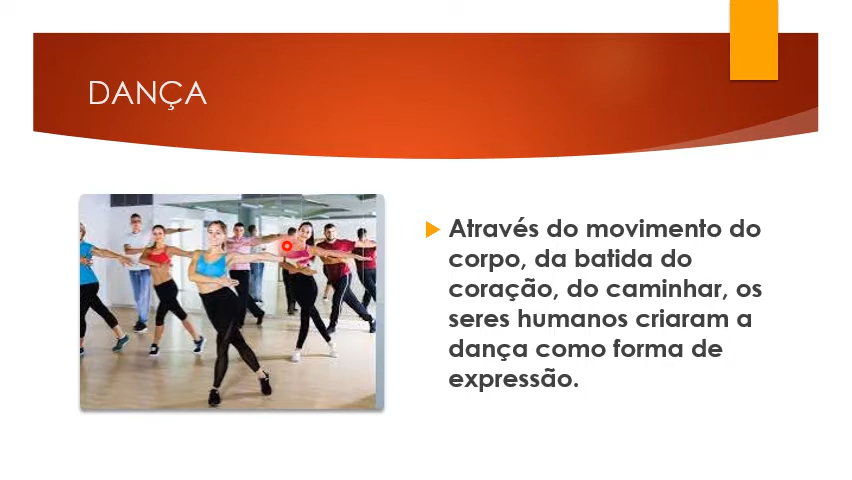 DANÇA
Através do movimento do
corpo, da batida do
coração, do caminhar, os
seres humanos criaram a
dança como forma de
expressão.